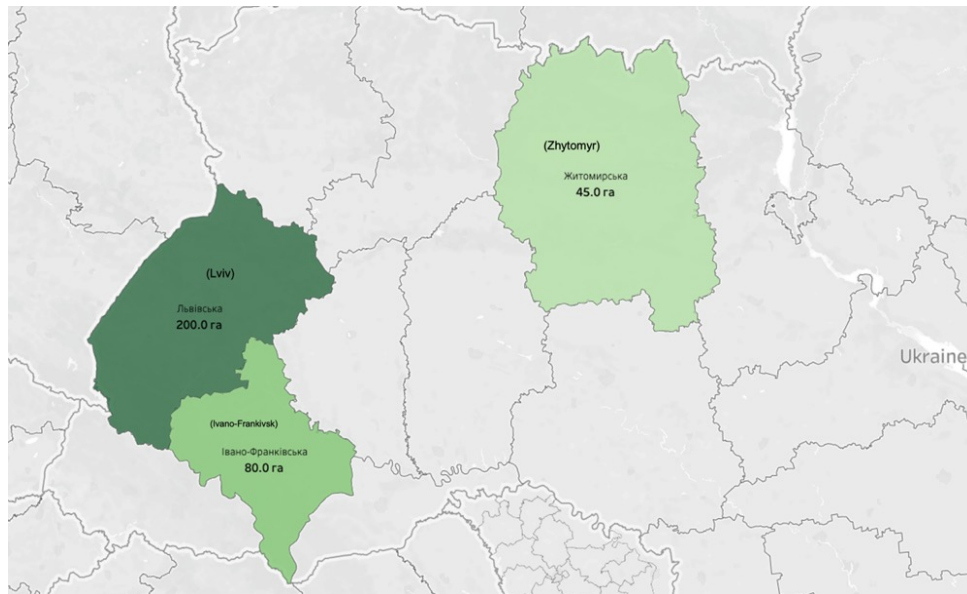 (Zhytomyr)
Житомирська
45.0 га
(Lviv)
Львівська
200.0 га
Ukraine
(Ivano-Frankivsk)
Івано-Франківська
80.0 га